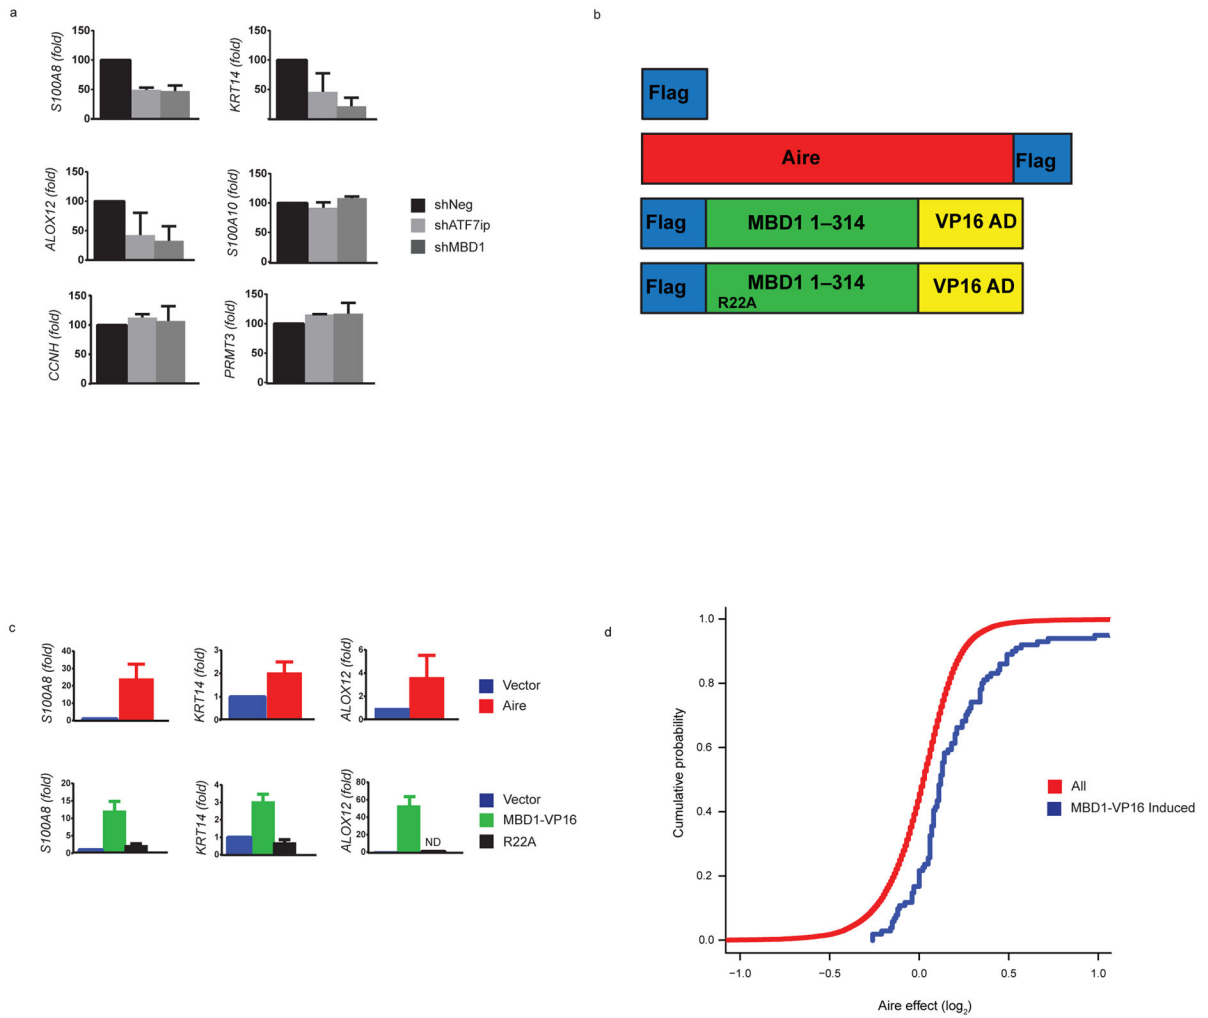 a
S100A8 (fold)
150
100
50
0
KRT14 (fold)
150
100
50
0
ALOX12 (fold)
150
100
50
0
S100A10 (fold)
150
100
50
0
shNeg
shATF7ip
shMBD1
CCNH (fold)
150
100
50
0
PRMT3 (fold)
150
100
50
0
b
Flag
Aire
Flag
Flag
MBD1 1–314
VP16 AD
Flag
MBD1 1–314
R22A
VP16 AD
c
S100A8 (fold)
40
30
20
10
0
KRT14 (fold)
3
2
1
0
ALOX12 (fold)
6
4
2
0
Vector
Aire
S100A8 (fold)
20
15
10
5
0
KRT14 (fold)
4
3
2
1
0
ALOX12 (fold)
80
60
40
20
0
ND
Vector
MBD1-VP16
R22A
d
Cumulative probability
1.0
0.8
0.6
0.4
0.2
0.0
−1.0
−0.5
0.0
0.5
1.0
Aire effect (log2)
All
MBD1-VP16 Induced